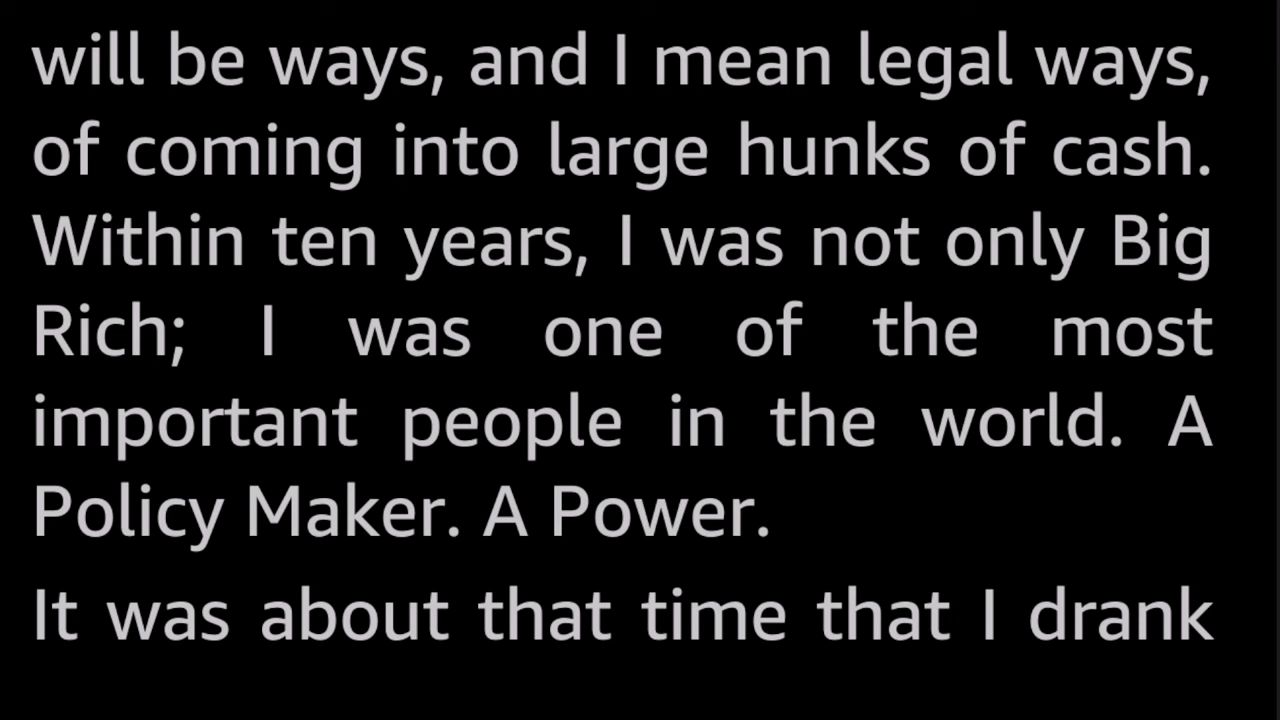 will be ways, and I mean legal ways,
of coming into large hunks of cash.
Within ten years, I was not only Big
Rich; I was one of the most
important people in the world. A
Policy Maker. A Power.
It was about that time that I drank